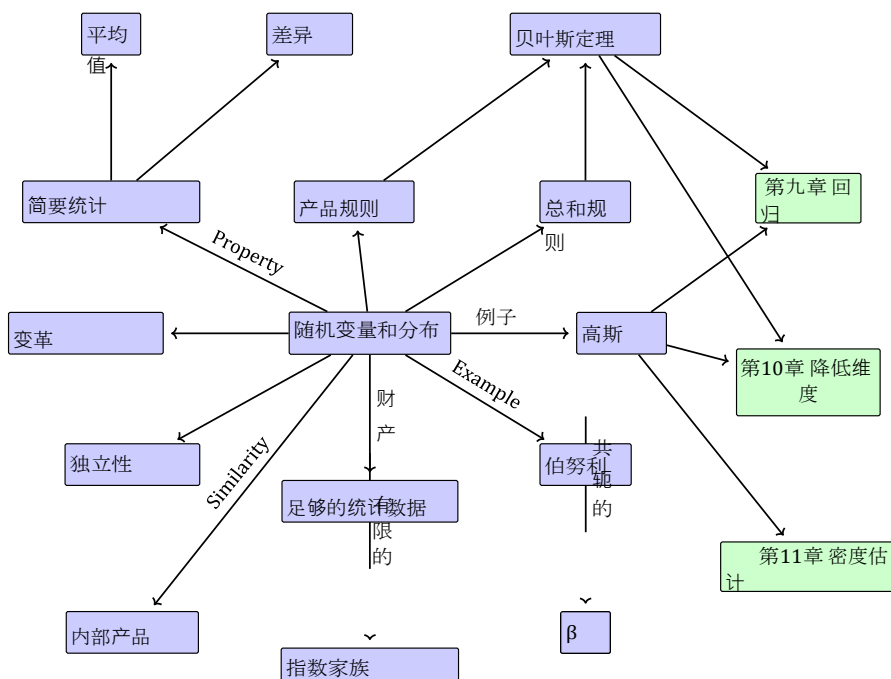 平均
值
差异
贝叶斯定理
简要统计
产品规则
总和规
则
第九章 回
归
Property
变革
随机变量和分布
例子
高斯
第10章 降低维
度
Example
财
产
独立性
Similarity
伯努利
共
轭
的
足够的统计数据
有
限
的
第11章 密度估
计
内部产品
β
指数家族